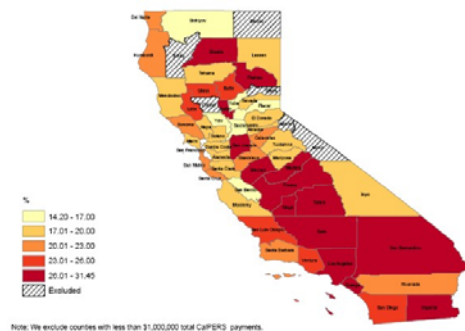 Del Norte
Siskiyou
Modoc
Humboldt
Trinity
Shasta
Lassen
Tehama
Plumas
Mendocino
Glenn
Butte
Sierra
Colusa
Nevada
Lake
Yuba
Placer
Yolo
El Dorado
Sonoma
Napa
Sacramento
Alpine
Amador
Calaveras
Marin
Solano
Tuolumne
Mono
San Francisco
Contra Costa
Alameda
Mariposa
San Mateo
Santa Clara
Santa Cruz
Merced
Madera
San Benito
Fresno
Monterey
Kings
Tulare
Inyo
San Luis Obispo
Kern
San Bernardino
Santa Barbara
Ventura
Los Angeles
Riverside
San Diego
Imperial
%
14.20 - 17.00
17.01 - 20.00
20.01 - 23.00
23.01 - 26.00
26.01 - 31.45
Excluded
Note: We exclude counties with less than $1,000,000 total CalPERS payments.